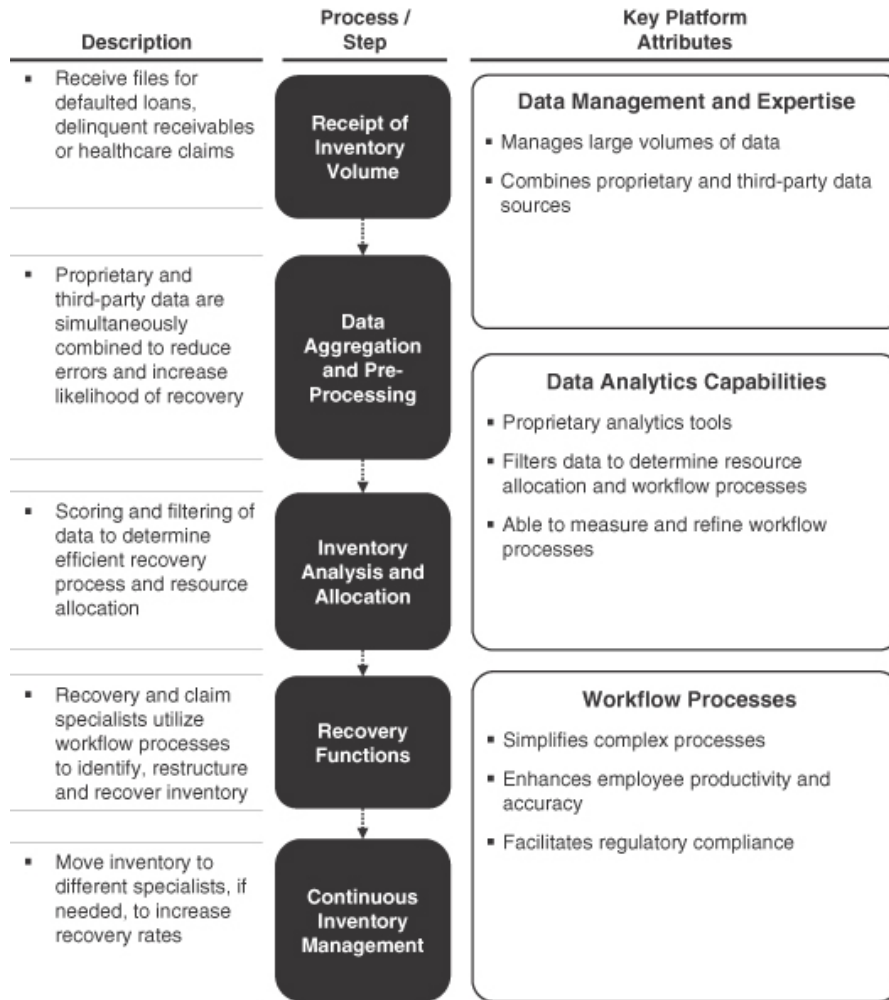 Description
Process /
Step
Key Platform
Attributes
▪ Receive files for
defaulted loans,
delinquent receivables
or healthcare claims
Receipt of
Inventory
Volume
Data Management and Expertise
▪ Manages large volumes of data
▪ Combines proprietary and third-party data
sources
▪ Proprietary and
third-party data are
simultaneously
combined to reduce
errors and increase
likelihood of recovery
Data
Aggregation
and Pre-
Processing
Data Analytics Capabilities
▪ Proprietary analytics tools
▪ Filters data to determine resource
allocation and workflow processes
▪ Able to measure and refine workflow
processes
▪ Scoring and filtering of
data to determine
efficient recovery
process and resource
allocation
Inventory
Analysis and
Allocation
▪ Recovery and claim
specialists utilize
workflow processes
to identify, restructure
and recover inventory
Recovery
Functions
Workflow Processes
▪ Simplifies complex processes
▪ Enhances employee productivity and
accuracy
▪ Facilitates regulatory compliance
▪ Move inventory to
different specialists, if
needed, to increase
recovery rates
Continuous
Inventory
Management